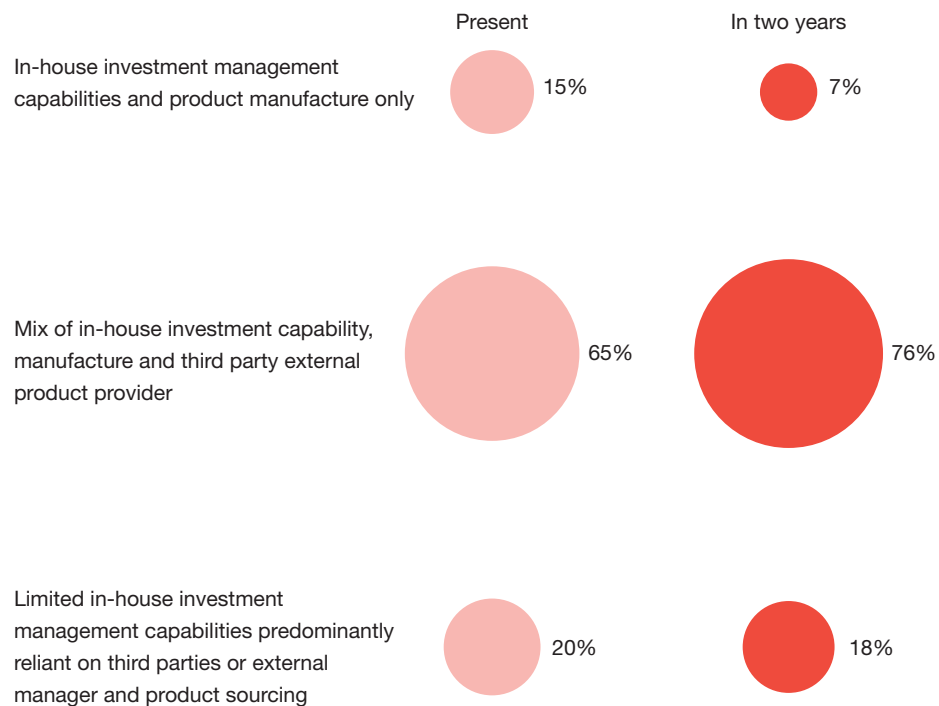 Present
In two years
In-house investment management
capabilities and product manufacture only
15%
7%
Mix of in-house investment capability,
manufacture and third party external
product provider
65%
76%
Limited in-house investment
management capabilities predominantly
reliant on third parties or external
manager and product sourcing
20%
18%